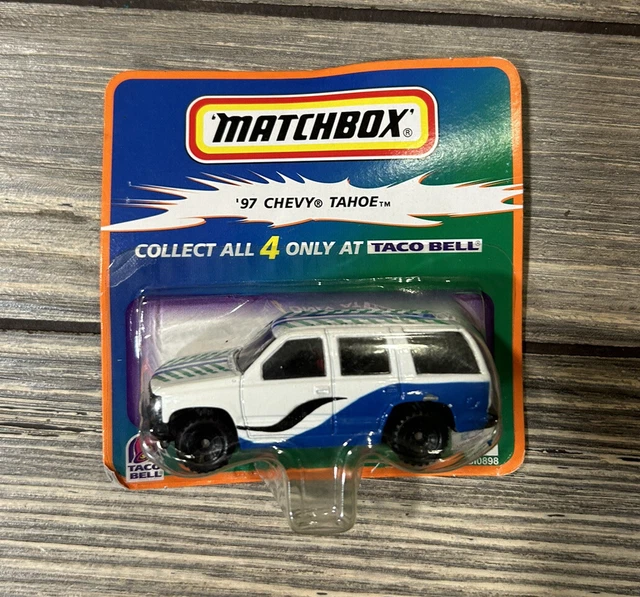 'MATCHBOX'®
'97 CHEVY® TAHOE™
COLLECT ALL 4 ONLY AT TACO BELL®
TACO
BELL